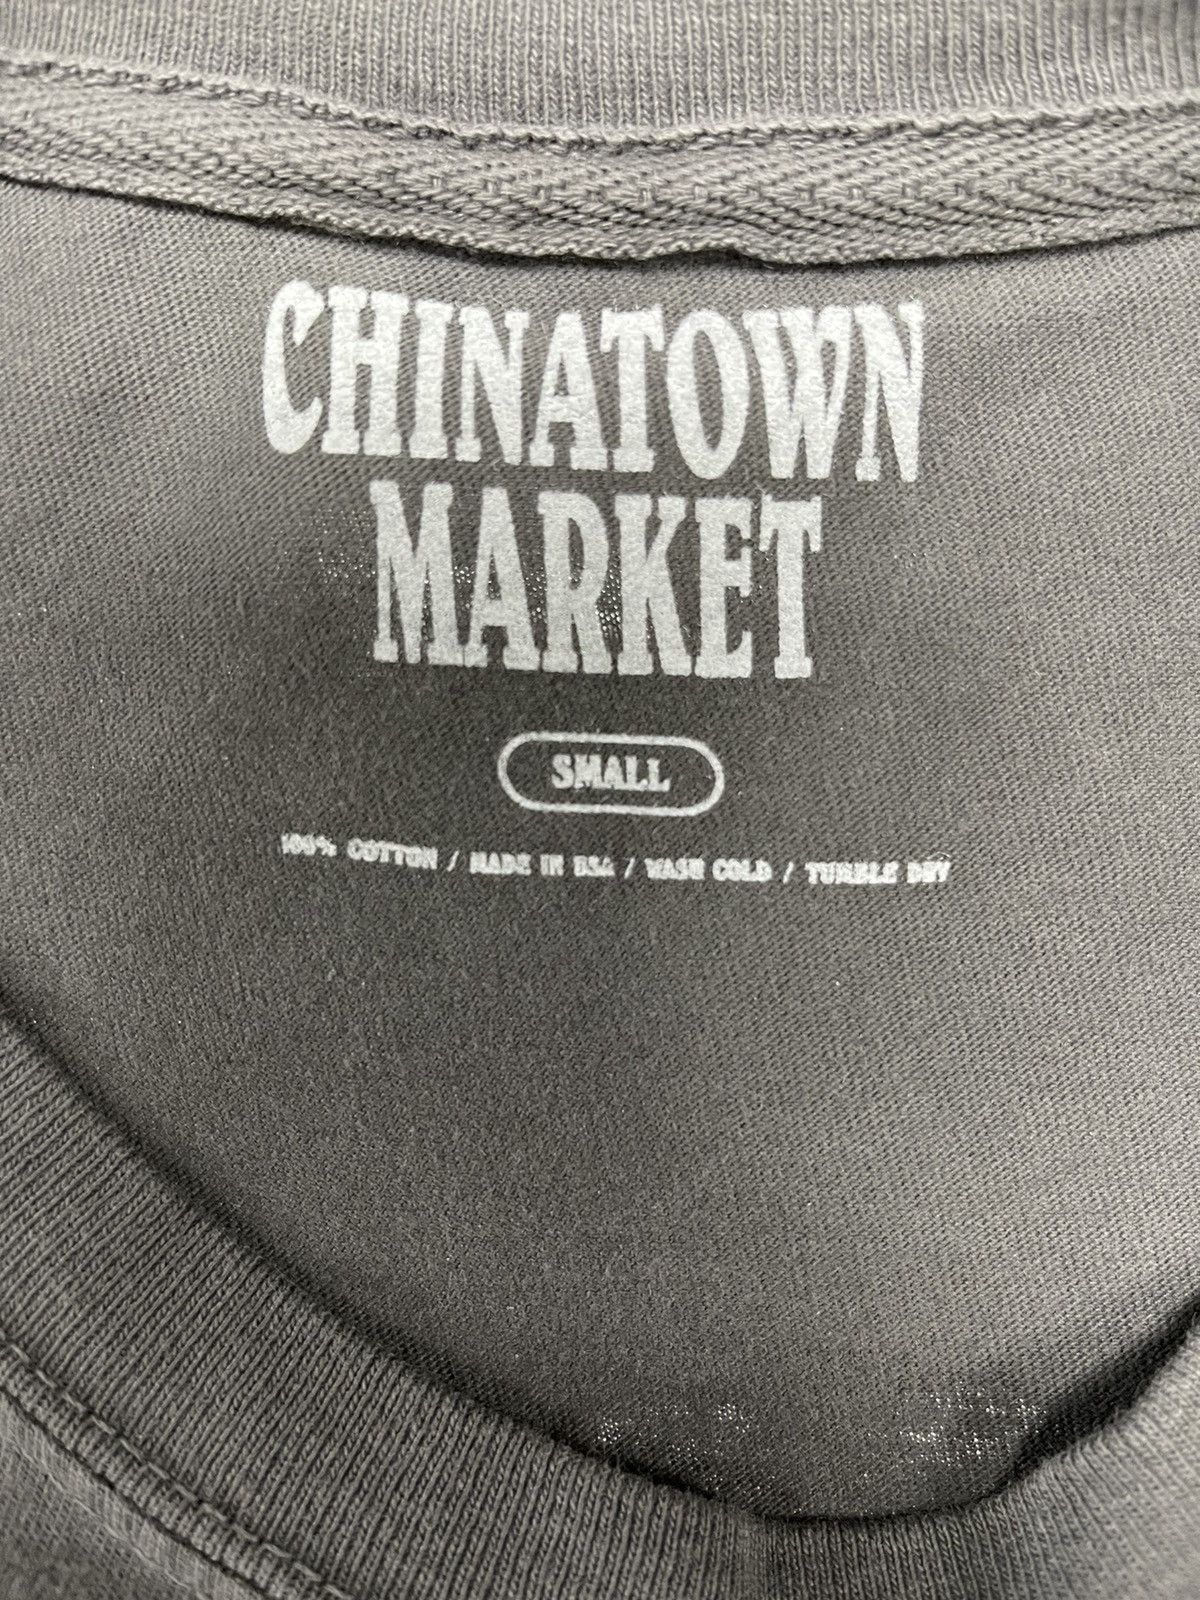 CHINATOWN
MARKET
SMALL
100% COTTON / MADE IN USA / WASH COLD / TUMBLE DRY